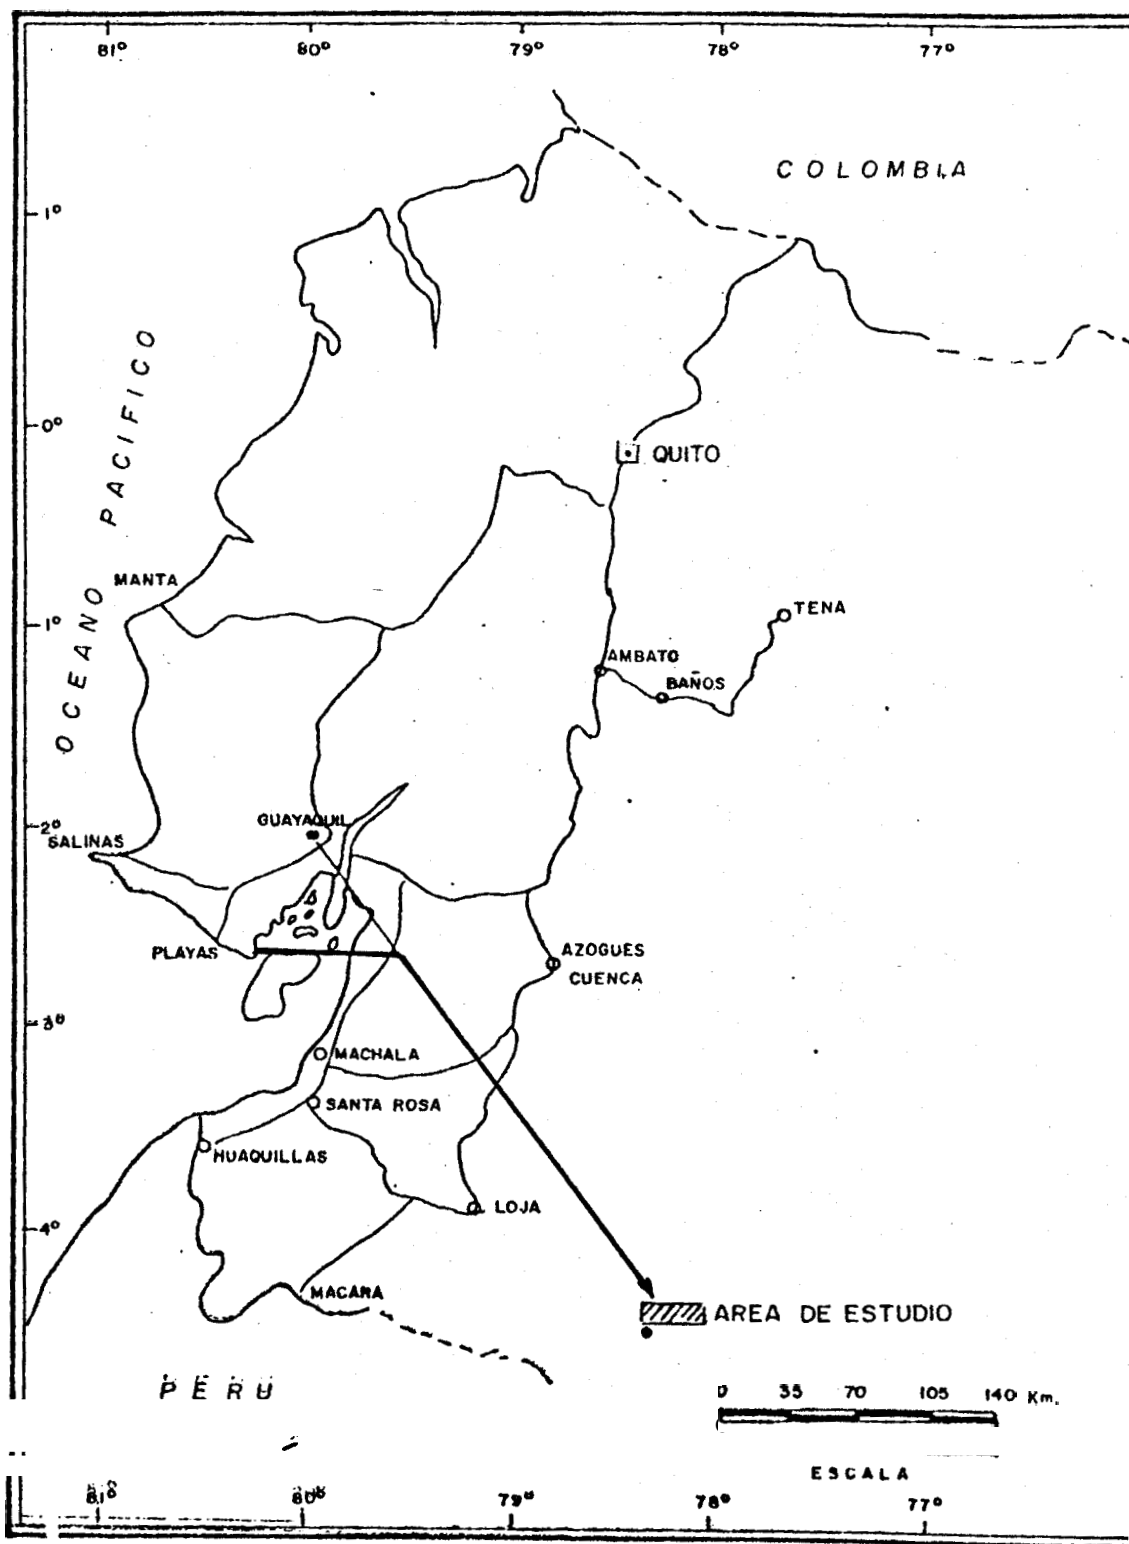 81° 80° 79° 78° 77°
COLOMBIA
1°
OCEANO PACIFICO
0°
QUITO
MANTA
1°
TENA
AMBATO
BAÑOS
2°
GUAYAQUIL
SALINAS
PLAYAS
AZOGUES
CUENCA
3°
MACHALA
SANTA ROSA
HUAQUILLAS
4°
LOJA
MACARA
AREA DE ESTUDIO
PERU
0 35 70 105 140 Km.
ESCALA
81° 80° 79° 78° 77°